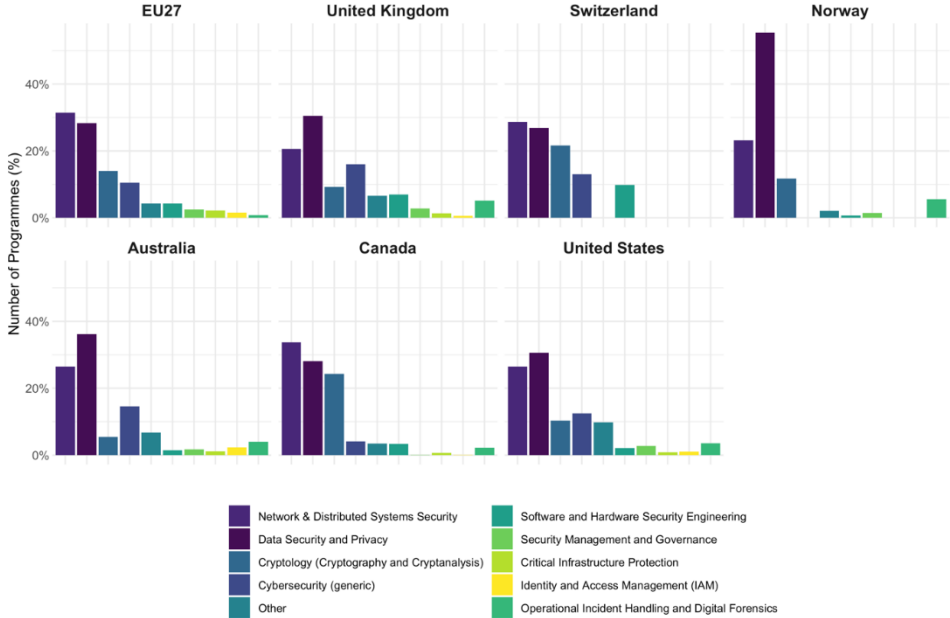 EU27
United Kingdom
Switzerland
Norway
Number of Programmes (%)
40%
20%
0%
Australia
Canada
United States
40%
20%
0%
Network & Distributed Systems Security
Data Security and Privacy
Cryptology (Cryptography and Cryptanalysis)
Cybersecurity (generic)
Other
Software and Hardware Security Engineering
Security Management and Governance
Critical Infrastructure Protection
Identity and Access Management (IAM)
Operational Incident Handling and Digital Forensics